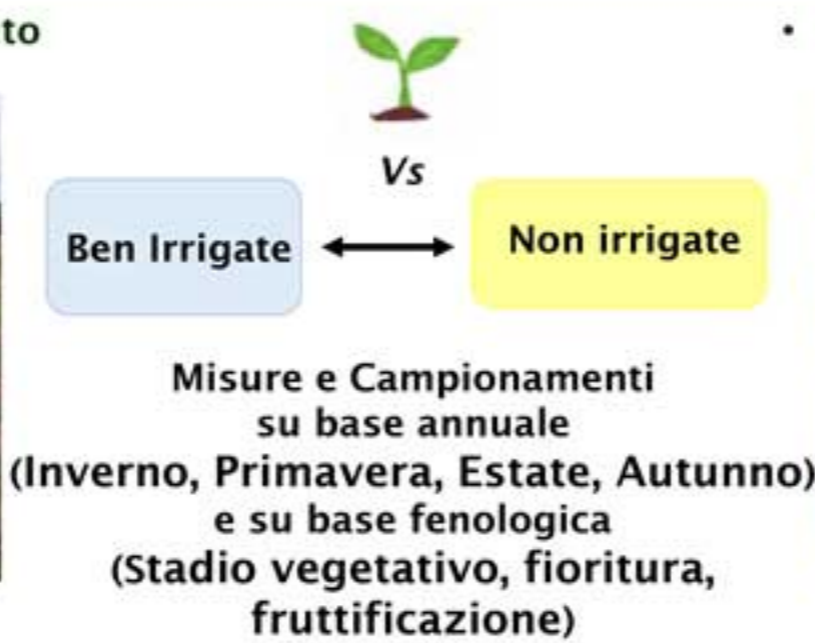 to
Vs
Ben Irrigate
Non irrigate
Misure e Campionamenti
su base annuale
(Inverno, Primavera, Estate, Autunno)
e su base fenologica
(Stadio vegetativo, fioritura,
fruttificazione)